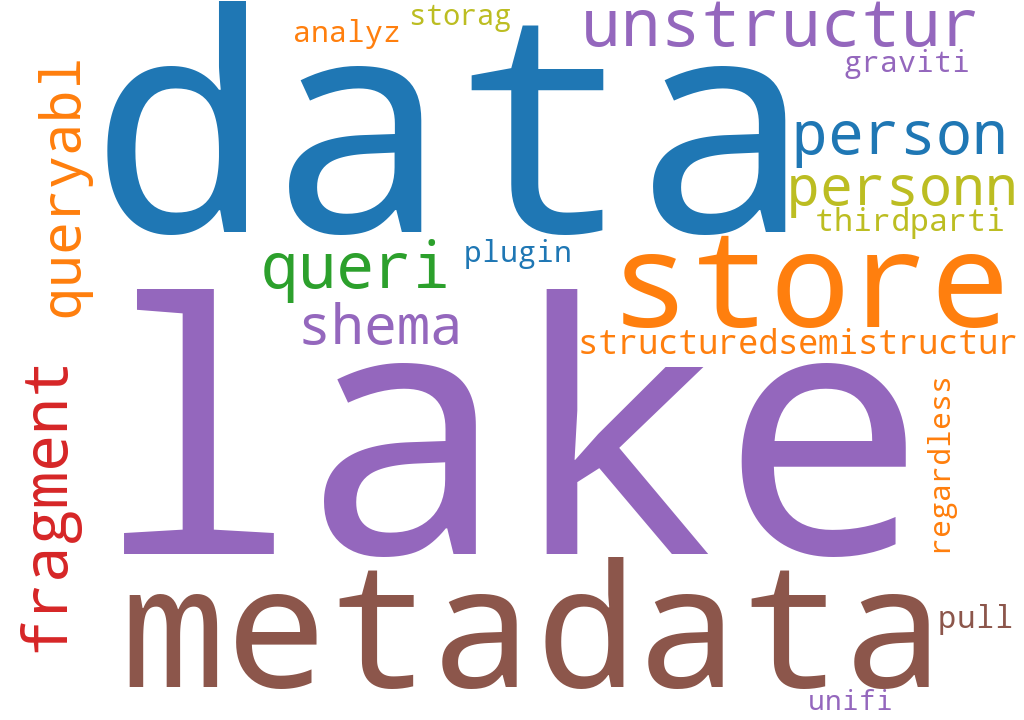 storag
unstructur
analyz
data
graviti
queryabl
person
personn
thirdparti
queri
plugin
store
shema
structuredsemistructur
lake
fragment
regardless
metadata
pull
unifi